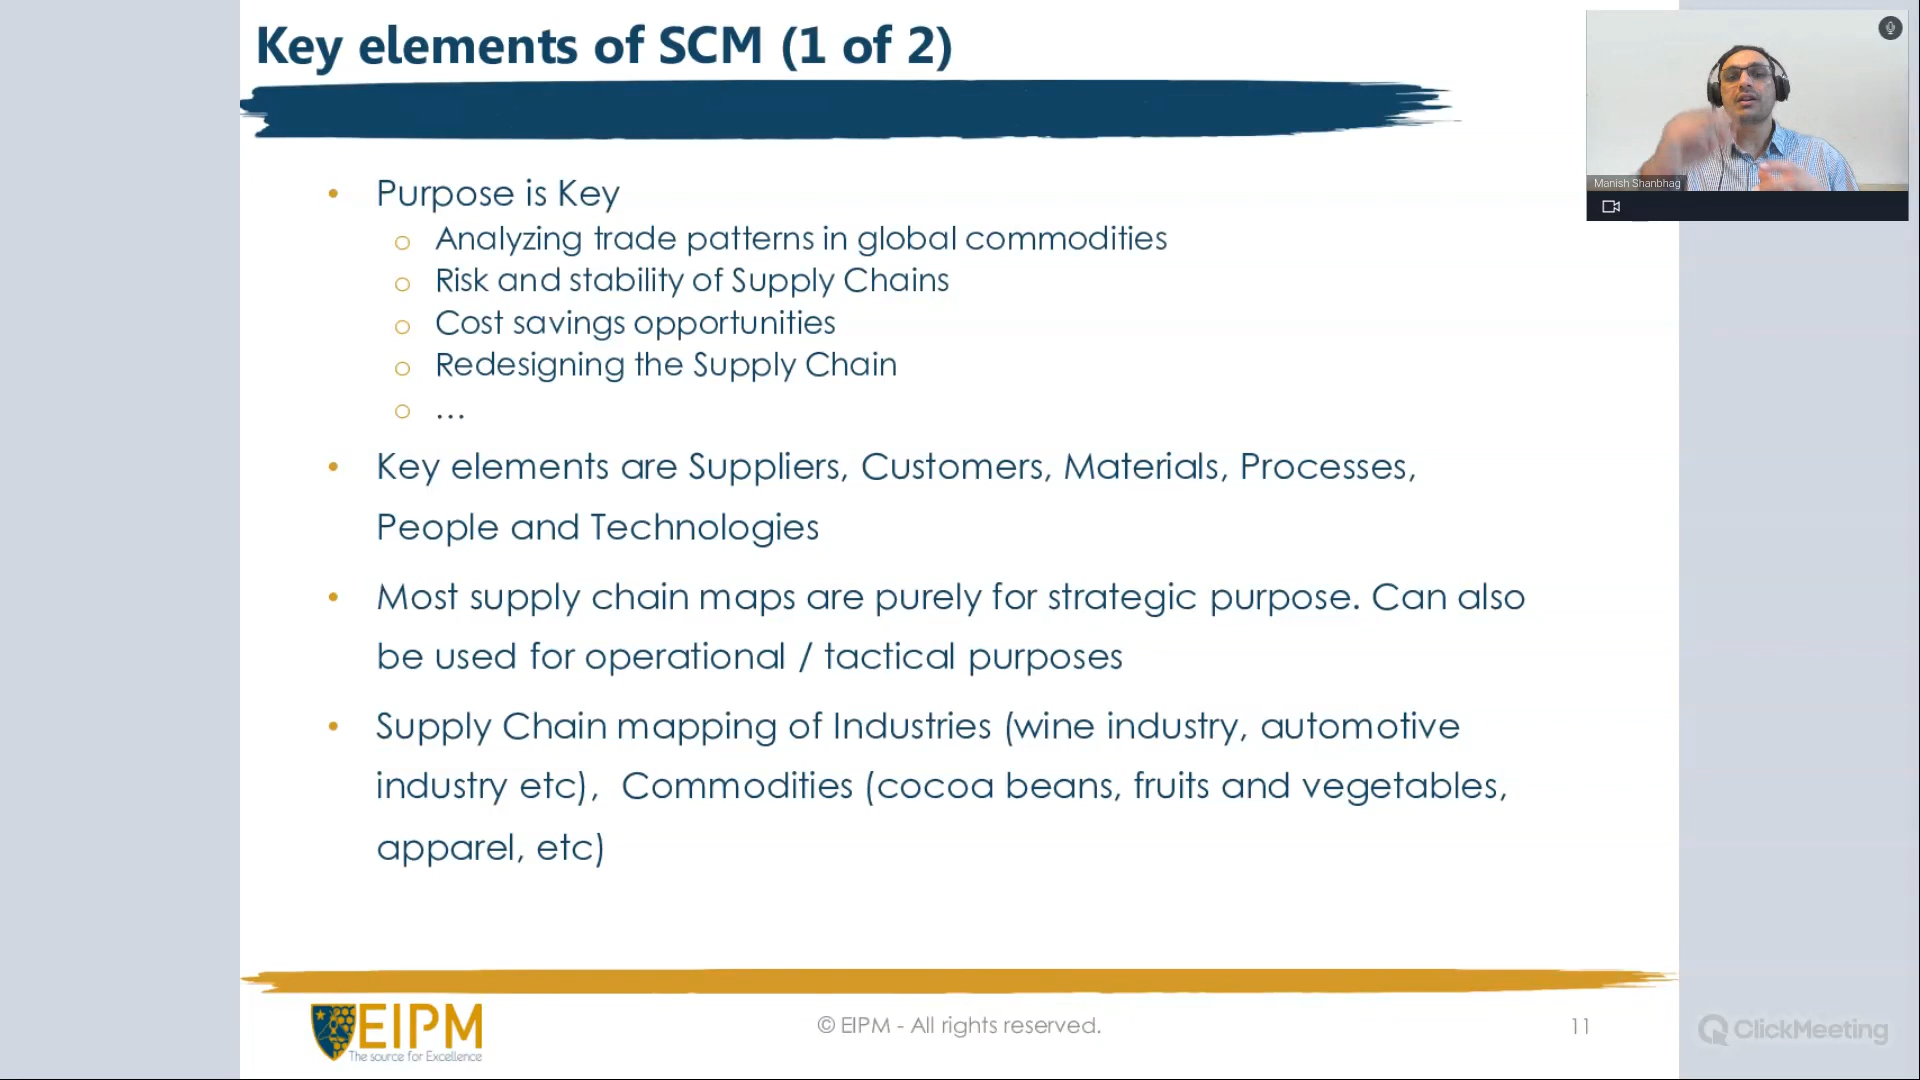 Key elements of SCM (1 of 2)
Manish Shanbhag
• Purpose is Key
o Analyzing trade patterns in global commodities
o Risk and stability of Supply Chains
o Cost savings opportunities
o Redesigning the Supply Chain
o …
• Key elements are Suppliers, Customers, Materials, Processes,
People and Technologies
• Most supply chain maps are purely for strategic purpose. Can also
be used for operational / tactical purposes
• Supply Chain mapping of Industries (wine industry, automotive
industry etc), Commodities (cocoa beans, fruits and vegetables,
apparel, etc)
EIPM
The source for Excellence
© EIPM - All rights reserved.
11
ClickMeeting